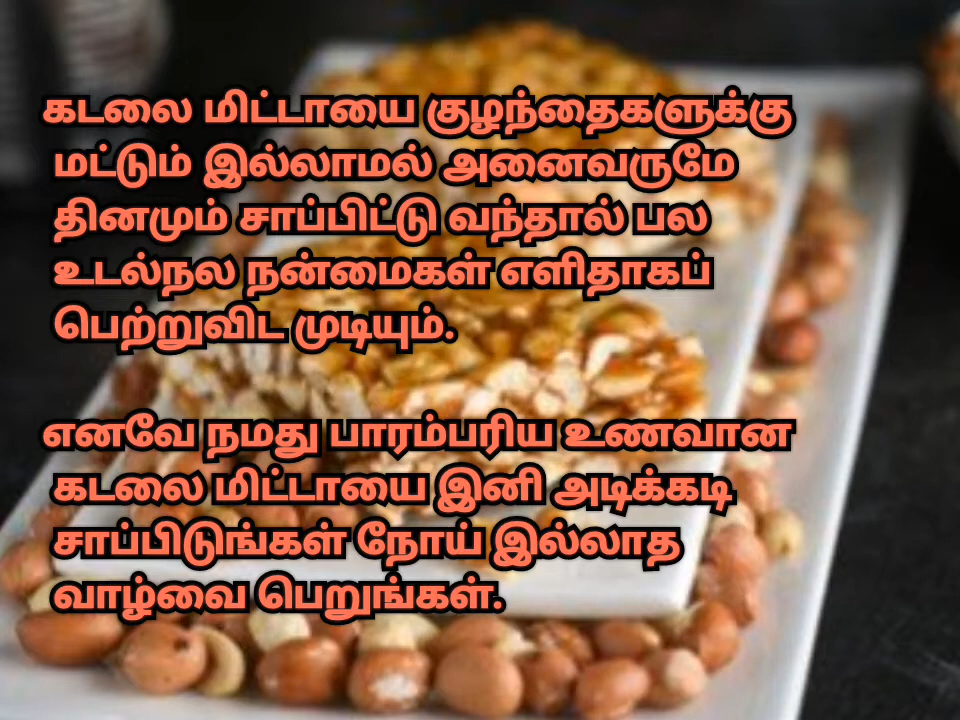 கடலை மிட்டாயை குழந்தைகளுக்கு
மட்டும் இல்லாமல் அனைவருமே
தினமும் சாப்பிட்டு வந்தால் பல
உடல்நல நன்மைகள் எளிதாகப்
பெற்றுவிட முடியும்.
எனவே நமது பாரம்பரிய உணவான
கடலை மிட்டாயை இனி அடிக்கடி
சாப்பிடுங்கள் நோய் இல்லாத
வாழ்வை பெறுங்கள்.